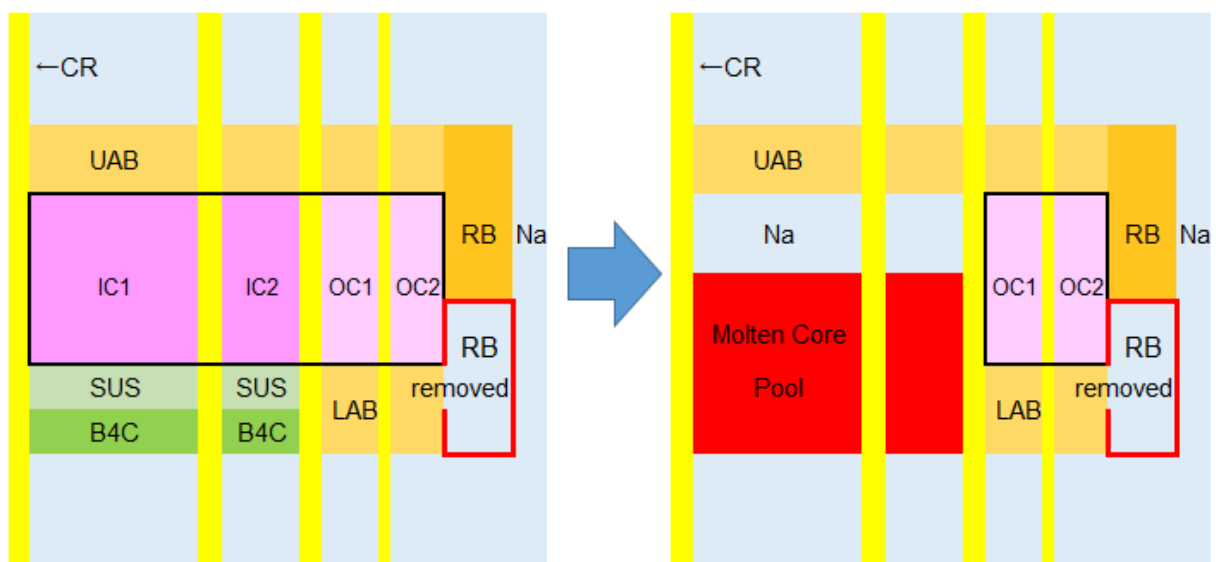 ←CR
UAB
RB
Na
IC1
IC2
OC1
OC2
RB
SUS
SUS
removed
LAB
B4C
B4C
←CR
UAB
Na
RB
Na
OC1
OC2
Molten Core
RB
Pool
removed
LAB